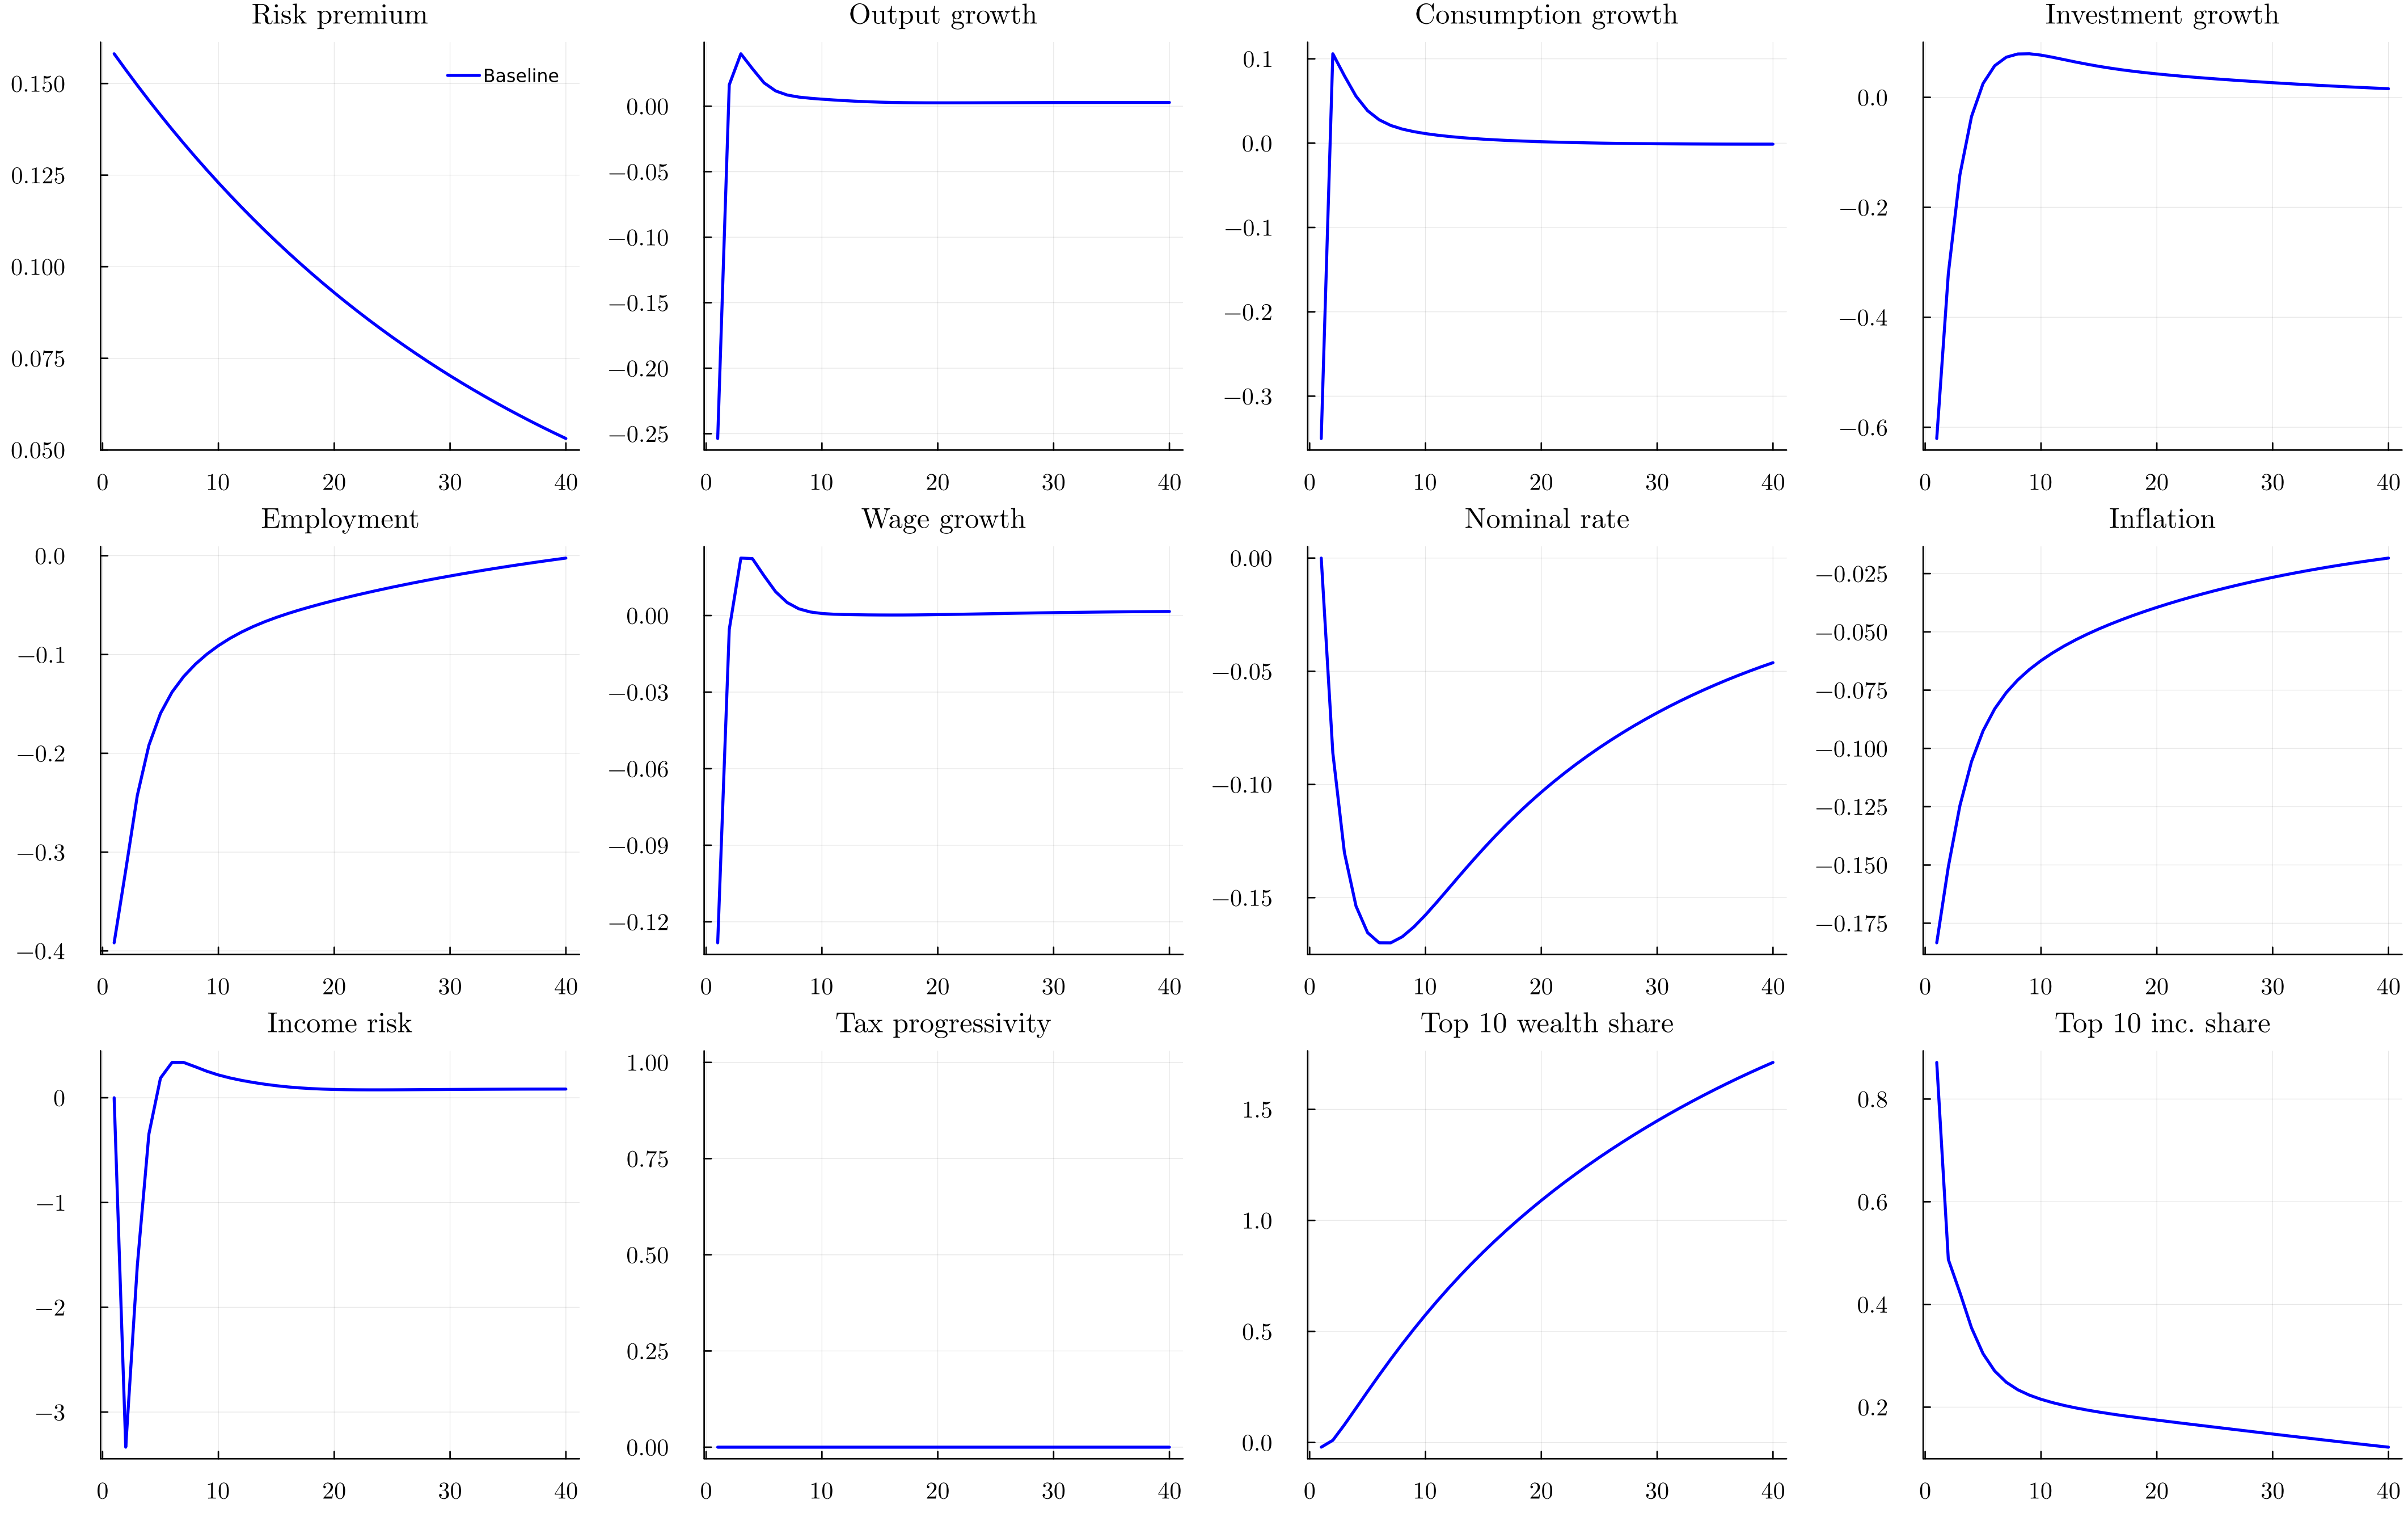 Risk premium
0.150
0.125
0.100
0.075
0.050
0 10 20 30 40
Baseline
Output growth
0.00
−0.05
−0.10
−0.15
−0.20
−0.25
0 10 20 30 40
Consumption growth
0.1
0.0
−0.1
−0.2
−0.3
0 10 20 30 40
Investment growth
0.0
−0.2
−0.4
−0.6
0 10 20 30 40
Employment
0.0
−0.1
−0.2
−0.3
−0.4
0 10 20 30 40
Wage growth
0.00
−0.03
−0.06
−0.09
−0.12
0 10 20 30 40
Nominal rate
0.00
−0.05
−0.10
−0.15
0 10 20 30 40
Inflation
−0.025
−0.050
−0.075
−0.100
−0.125
−0.150
−0.175
0 10 20 30 40
Income risk
0
−1
−2
−3
0 10 20 30 40
Tax progressivity
1.00
0.75
0.50
0.25
0.00
0 10 20 30 40
Top 10 wealth share
1.5
1.0
0.5
0.0
0 10 20 30 40
Top 10 inc. share
0.8
0.6
0.4
0.2
0 10 20 30 40